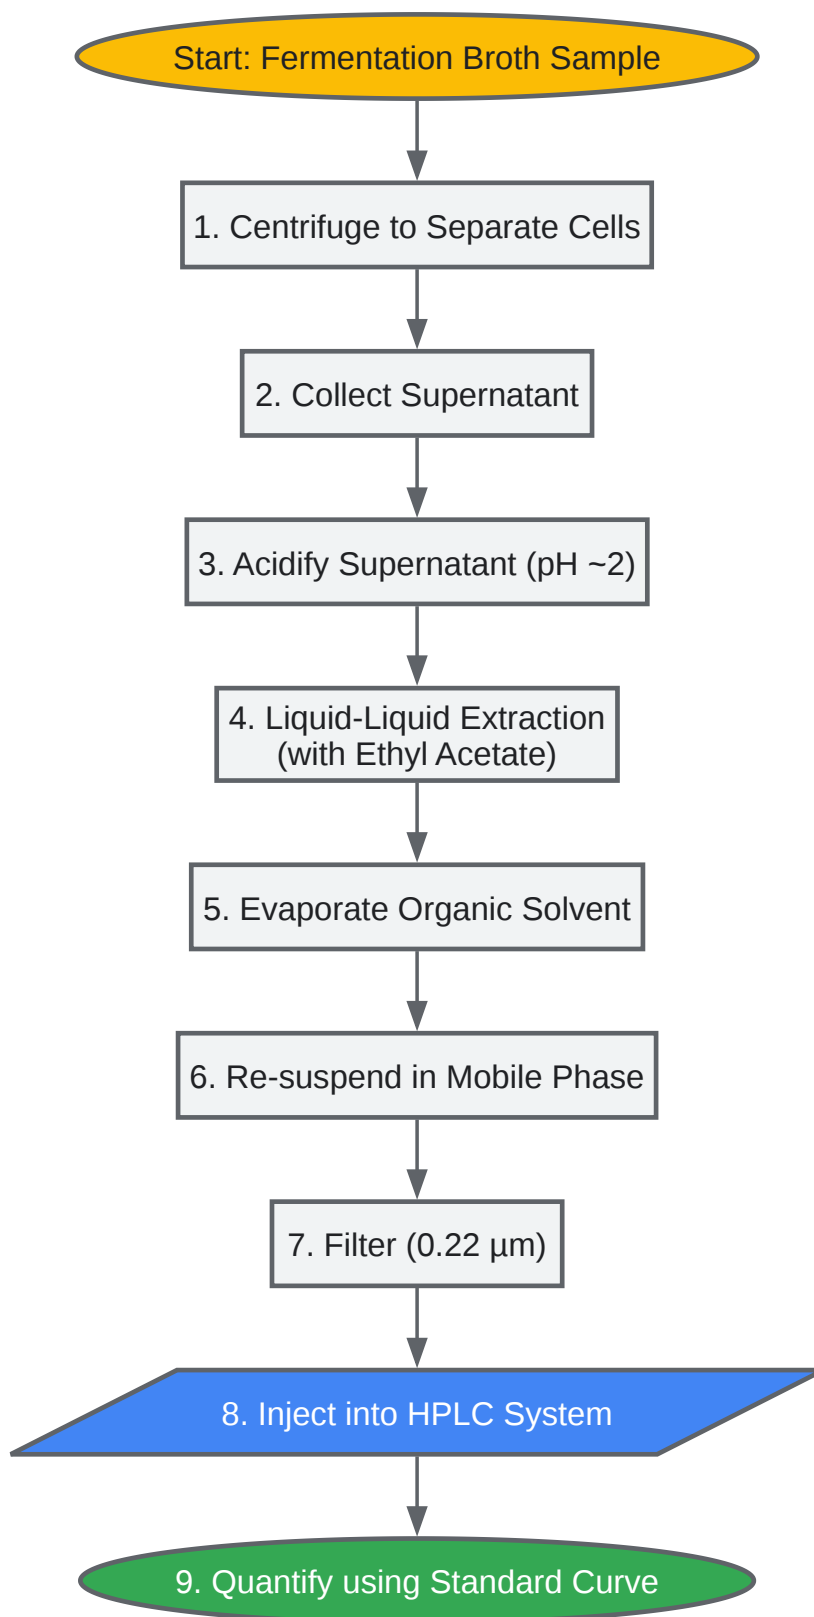 Start: Fermentation Broth Sample
1. Centrifuge to Separate Cells
2. Collect Supernatant
3. Acidify Supernatant (pH ~2)
4. Liquid-Liquid Extraction
(with Ethyl Acetate)
5. Evaporate Organic Solvent
6. Re-suspend in Mobile Phase
7. Filter (0.22 µm)
8. Inject into HPLC System
9. Quantify using Standard Curve